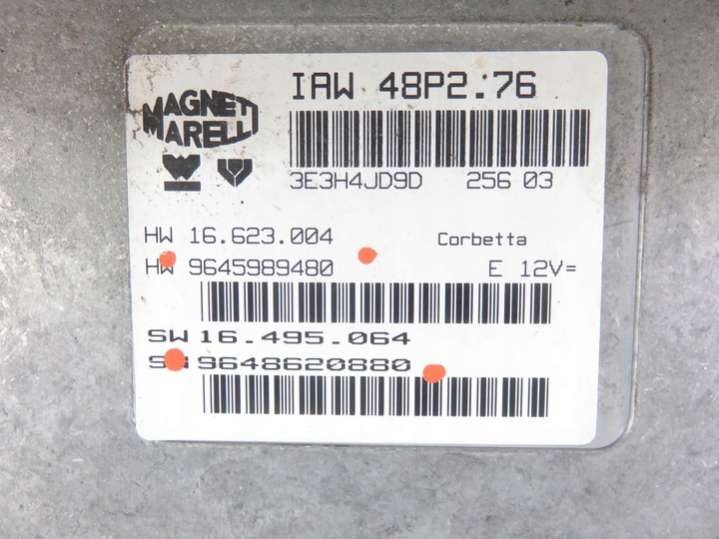 IAW 48P2.76
MAGNETI
MARELLI
3E3H4JD9D 256 03
HW 16.623.004 Corbetta
HW 9645989480 E 12V=
SW 16.495.064
SW 9648620880